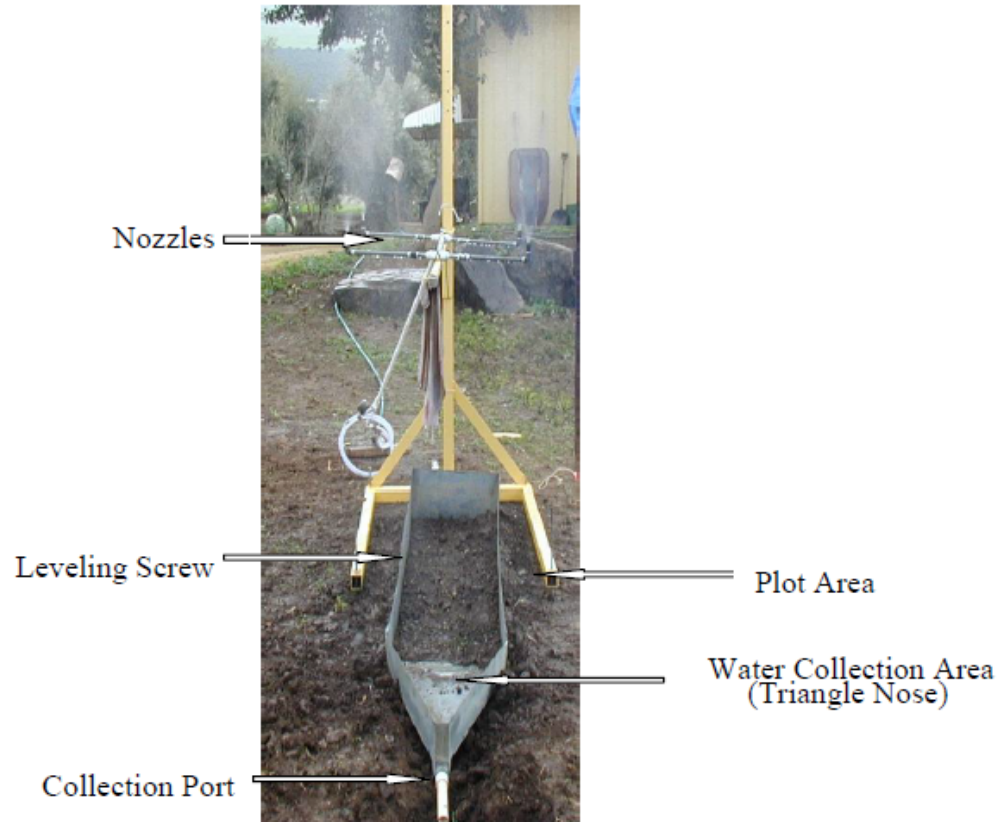 Nozzles
Leveling Screw
Plot Area
Water Collection Area
(Triangle Nose)
Collection Port